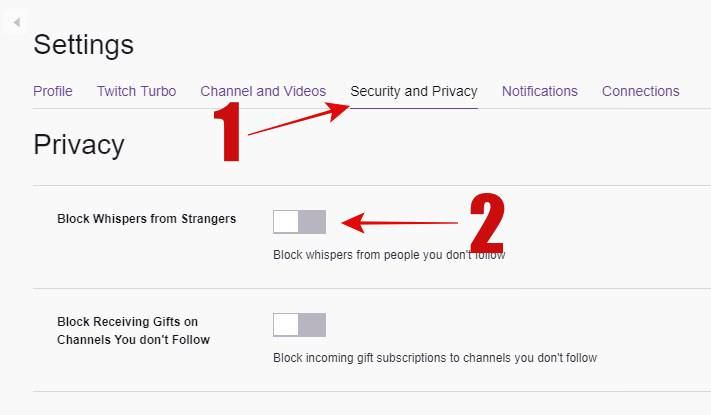 Settings
Profile Twitch Turbo Channel and Videos Security and Privacy Notifications Connections
1
Privacy
Block Whispers from Strangers
2
Block whispers from people you don't follow
Block Receiving Gifts on
Channels You don't Follow
Block incoming gift subscriptions to channels you don't follow